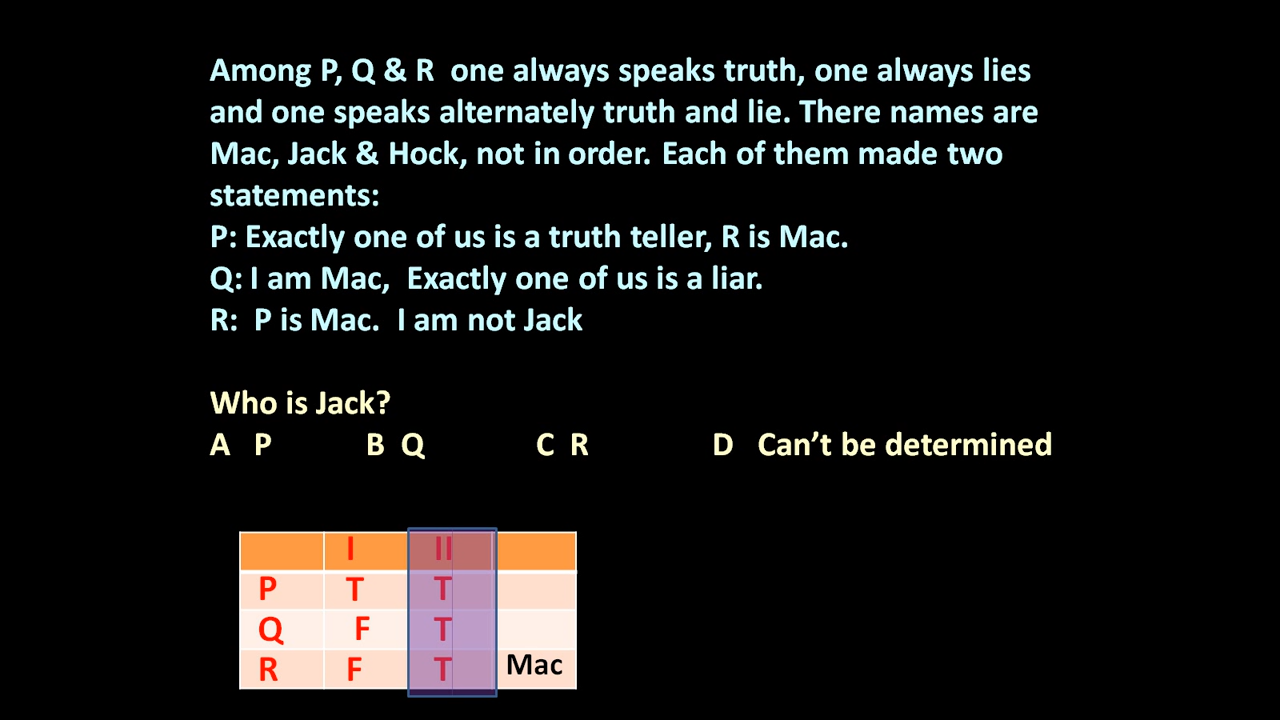 Among P, Q & R one always speaks truth, one always lies
and one speaks alternately truth and lie. There names are
Mac, Jack & Hock, not in order. Each of them made two
statements:
P: Exactly one of us is a truth teller, R is Mac.
Q: I am Mac, Exactly one of us is a liar.
R: P is Mac. I am not Jack
Who is Jack?
A P B Q C R D Can't be determined
I II
P T T
Q F T
R F T Mac